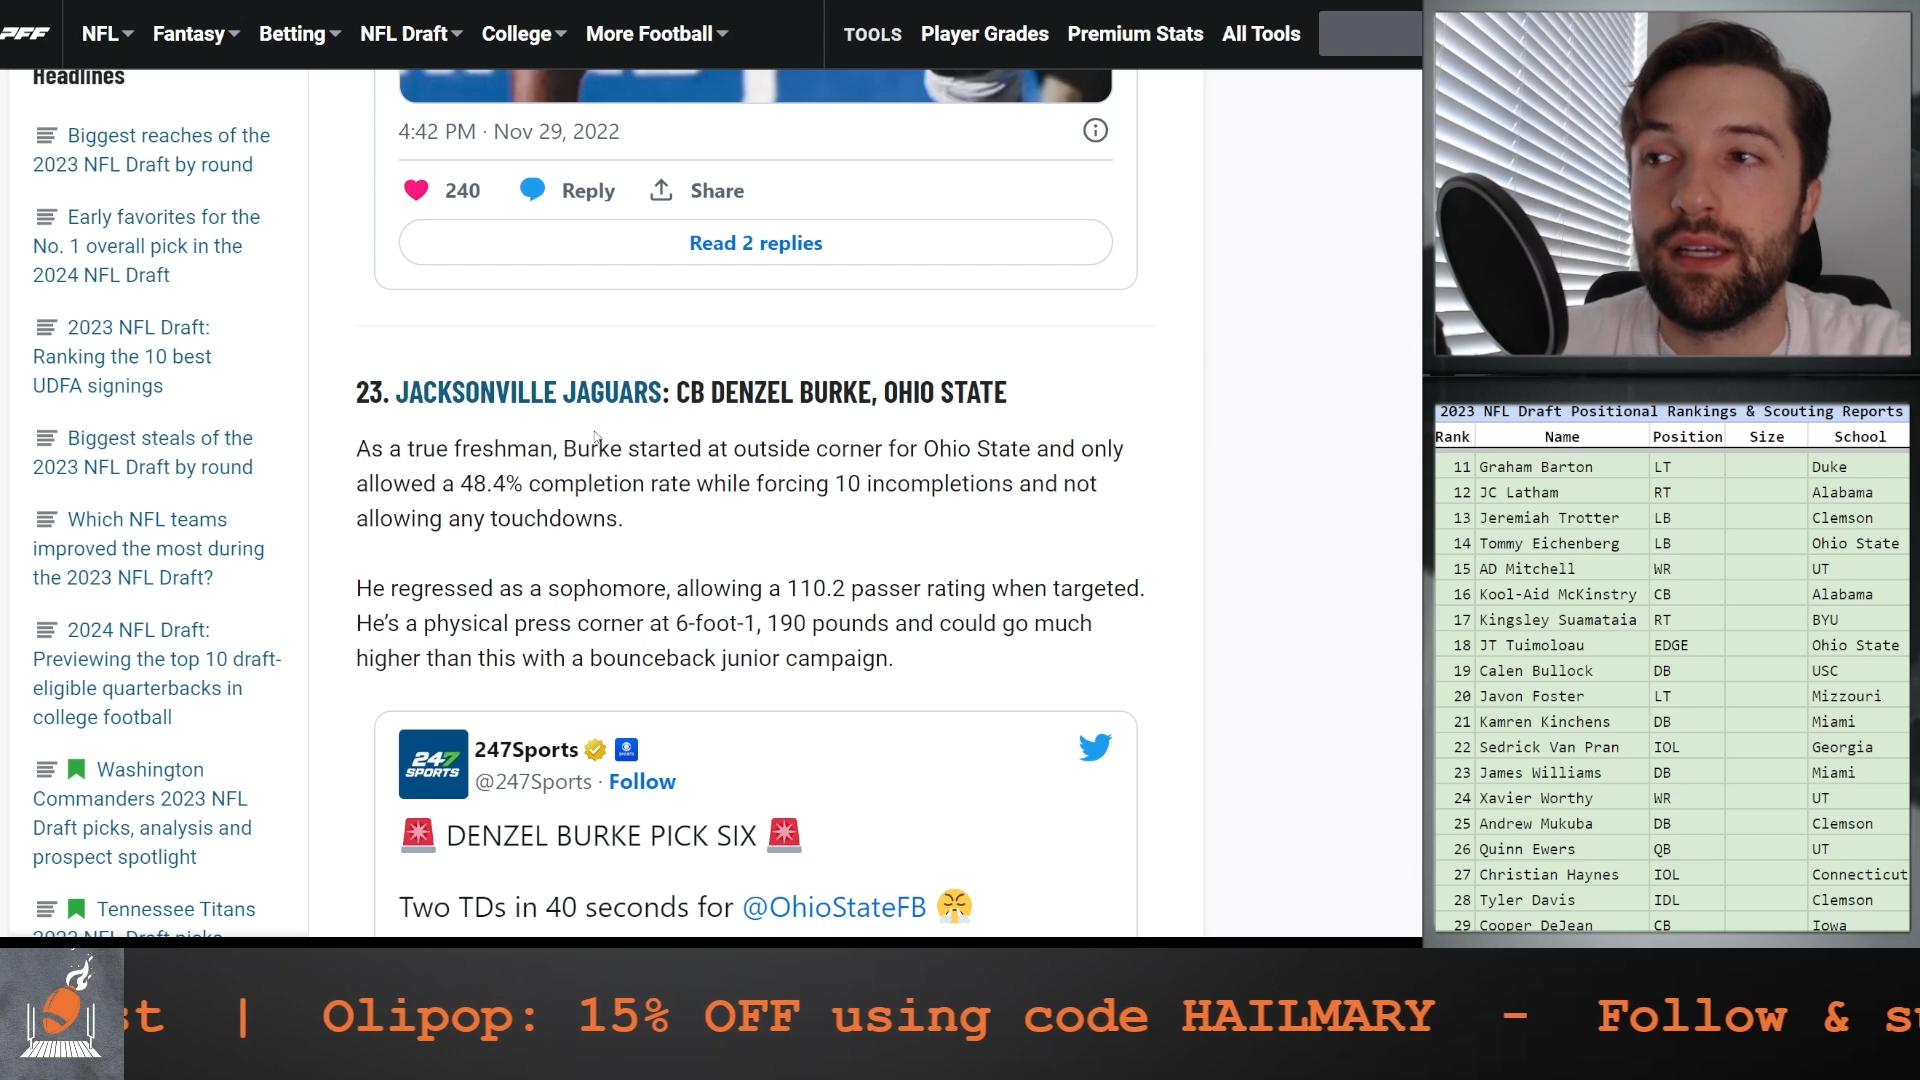 PFF
NFL
Fantasy
Betting
NFL Draft
College
More Football
TOOLS
Player Grades
Premium Stats
All Tools
Headlines
Biggest reaches of the
2023 NFL Draft by round
Early favorites for the
No. 1 overall pick in the
2024 NFL Draft
2023 NFL Draft:
Ranking the 10 best
UDFA signings
Biggest steals of the
2023 NFL Draft by round
Which NFL teams
improved the most during
the 2023 NFL Draft?
2024 NFL Draft:
Previewing the top 10 draft-
eligible quarterbacks in
college football
Washington
Commanders 2023 NFL
Draft picks, analysis and
prospect spotlight
Tennessee Titans
2023 NFL Draft picks,
4:42 PM · Nov 29, 2022
240 Reply Share
Read 2 replies
23. JACKSONVILLE JAGUARS: CB DENZEL BURKE, OHIO STATE
As a true freshman, Burke started at outside corner for Ohio State and only
allowed a 48.4% completion rate while forcing 10 incompletions and not
allowing any touchdowns.
He regressed as a sophomore, allowing a 110.2 passer rating when targeted.
He's a physical press corner at 6-foot-1, 190 pounds and could go much
higher than this with a bounceback junior campaign.
247 SPORTS
247Sports
@247Sports · Follow
🚨 DENZEL BURKE PICK SIX 🚨
Two TDs in 40 seconds for @OhioStateFB 😤
2023 NFL Draft Positional Rankings & Scouting Reports
Rank Name Position Size School
11 Graham Barton LT Duke
12 JC Latham RT Alabama
13 Jeremiah Trotter LB Clemson
14 Tommy Eichenberg LB Ohio State
15 AD Mitchell WR UT
16 Kool-Aid McKinstry CB Alabama
17 Kingsley Suamataia RT BYU
18 JT Tuimoloau EDGE Ohio State
19 Calen Bullock DB USC
20 Javon Foster LT Mizzouri
21 Kamren Kinchens DB Miami
22 Sedrick Van Pran IOL Georgia
23 James Williams DB Miami
24 Xavier Worthy WR UT
25 Andrew Mukuba DB Clemson
26 Quinn Ewers QB UT
27 Christian Haynes IOL Connecticut
28 Tyler Davis IDL Clemson
29 Cooper DeJean CB Iowa
st | Olipop: 15% OFF using code HAILMARY - Follow & s